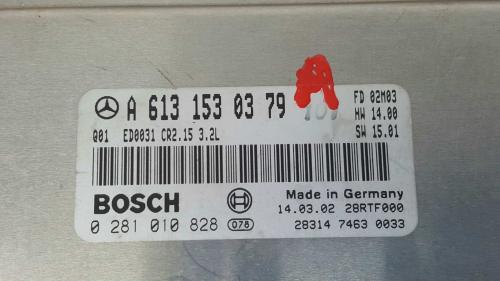 A 613 153 03 79 A FD 02M03
HW 14.00
Q01 ED0031 CR2.15 3.2L SW 15.01
BOSCH Made in Germany
14.03.02 28RTF000
0 281 010 828 078 28314 7463 0033